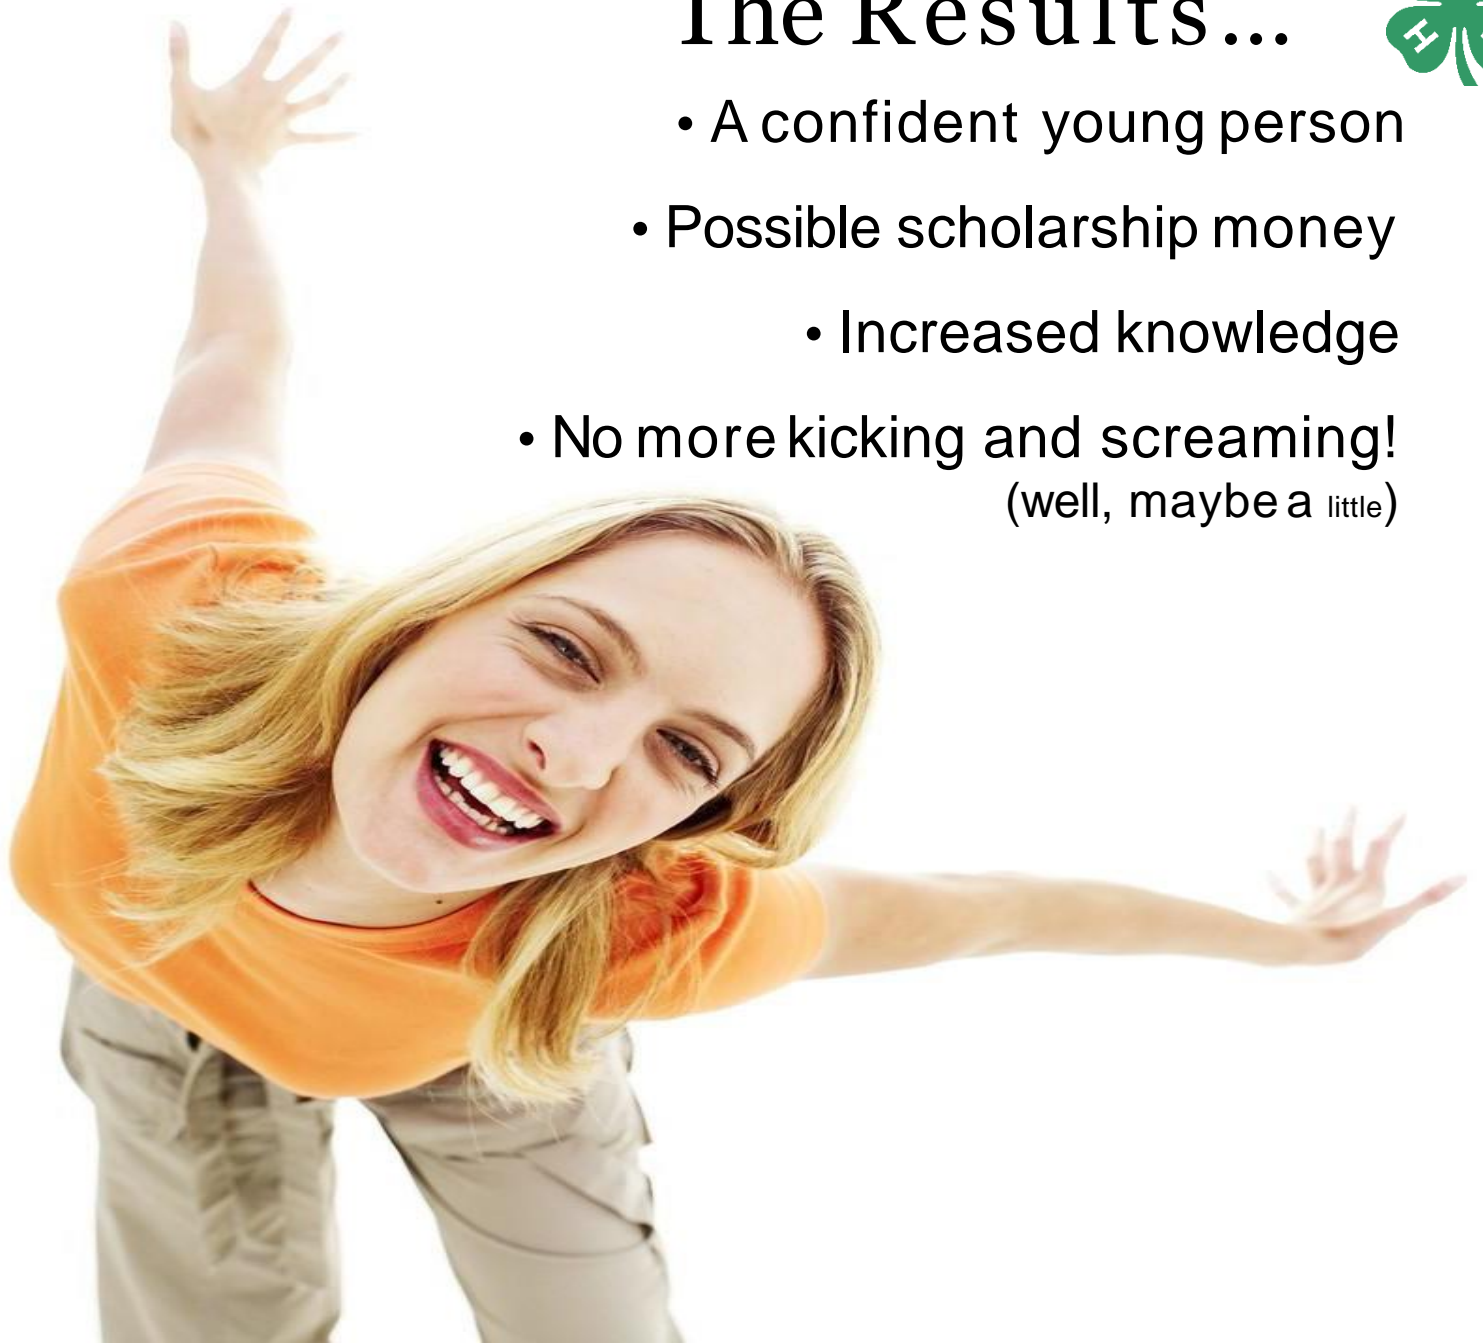 The Results...
H
• A confident young person
• Possible scholarship money
• Increased knowledge
• No more kicking and screaming!
(well, maybe a little)